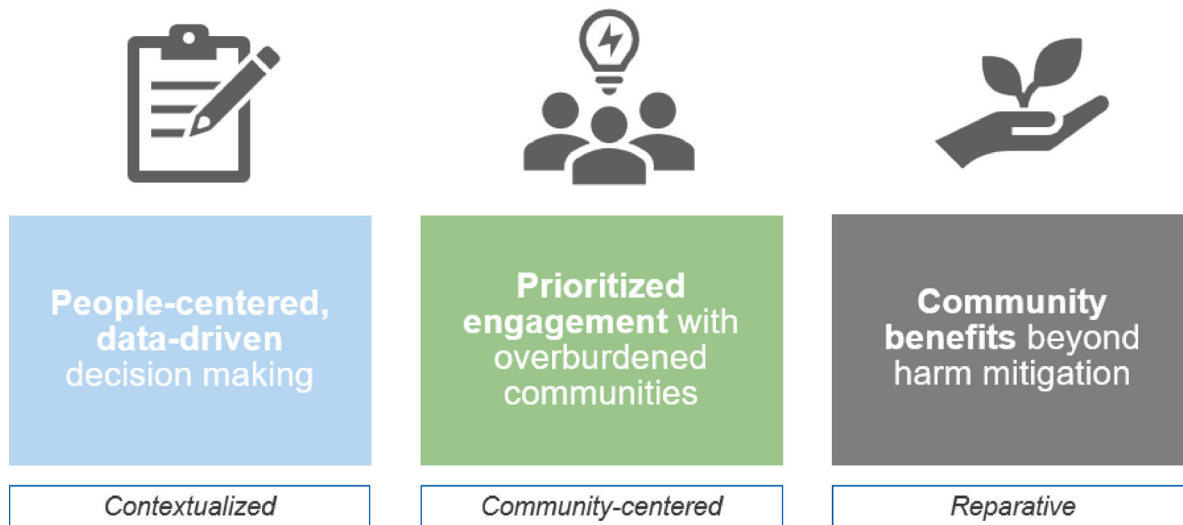 People-centered,
data-driven
decision making
Prioritized
engagement with
overburdened
communities
Community
benefits beyond
harm mitigation
Contextualized
Community-centered
Reparative